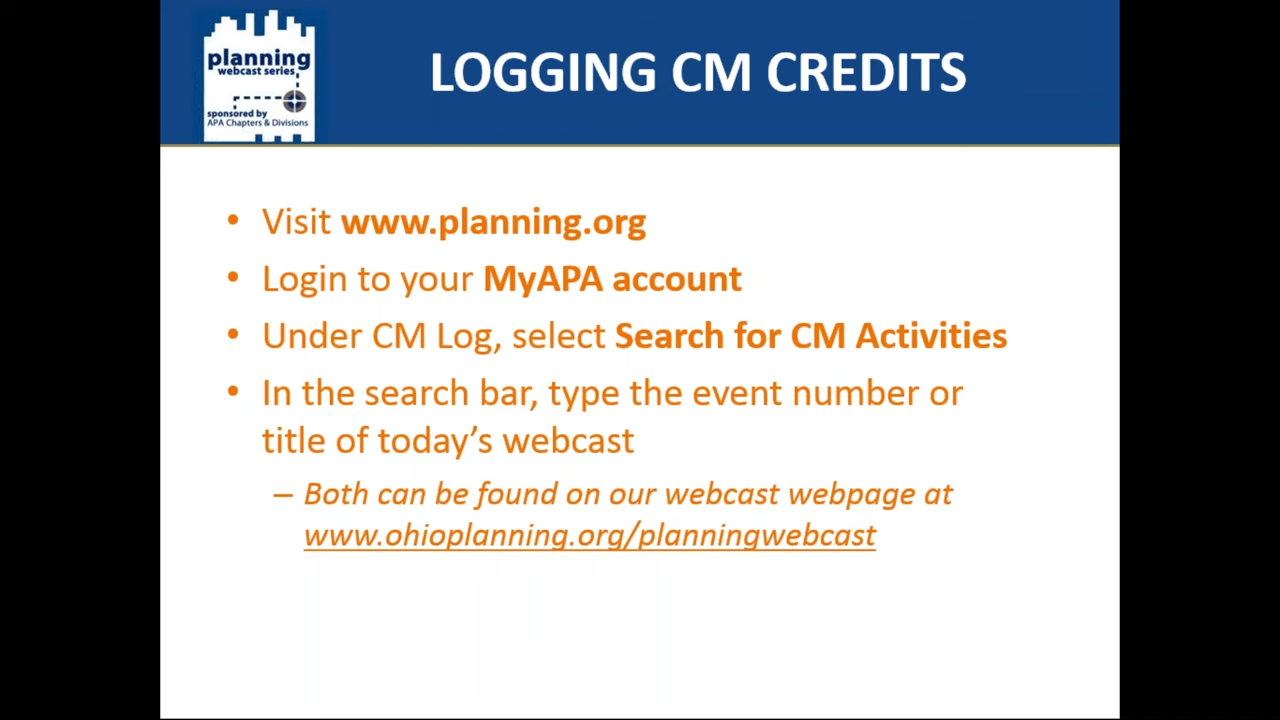 planning
webcast series
sponsored by
APA Chapters & Divisions
LOGGING CM CREDITS
• Visit www.planning.org
• Login to your MyAPA account
• Under CM Log, select Search for CM Activities
• In the search bar, type the event number or
title of today’s webcast
– Both can be found on our webcast webpage at
www.ohioplanning.org/planningwebcast